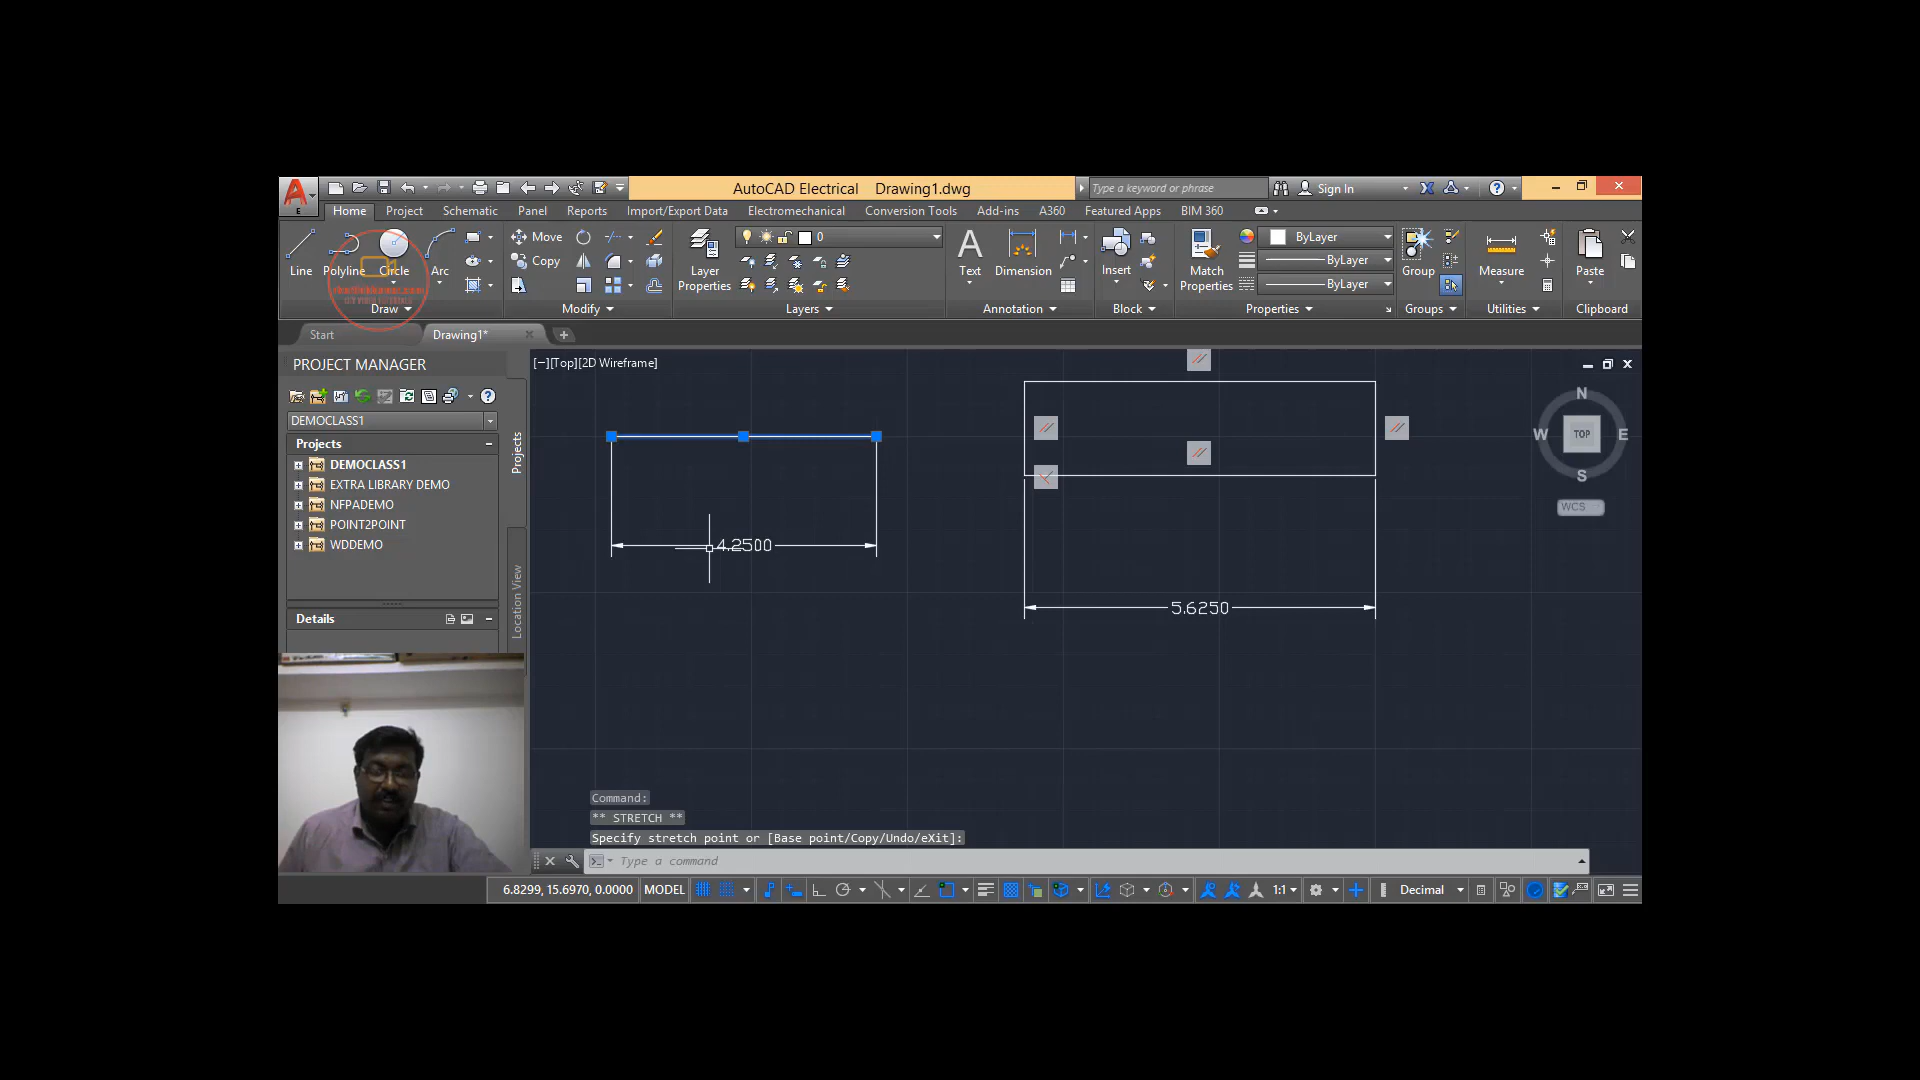 AutoCAD Electrical Drawing1.dwg
Type a keyword or phrase
Sign In
Home Project Schematic Panel Reports Import/Export Data Electromechanical Conversion Tools Add-ins A360 Featured Apps BIM 360
Line Polyline Circle Arc
Draw
Move
Copy
Modify
Layer Properties
0
Layers
Text Dimension
Annotation
Insert
Block
Match Properties
ByLayer
ByLayer
ByLayer
Properties
Group
Groups
Measure
Utilities
Paste
Clipboard
Start Drawing1*
PROJECT MANAGER
DEMOCLASS1
Projects
DEMOCLASS1
EXTRA LIBRARY DEMO
NFPADEMO
POINT2POINT
WDDEMO
Details
Projects
Location View
[−][Top][2D Wireframe]
4.2500
5.6250
N
W TOP E
S
WCS
Command:
** STRETCH **
Specify stretch point or [Base point/Copy/Undo/eXit]:
Type a command
6.8299, 15.6970, 0.0000 MODEL 1:1 Decimal